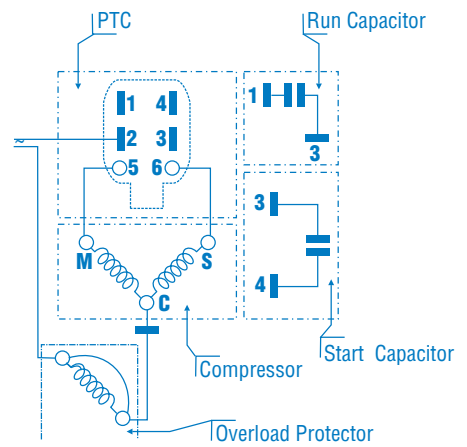 PTC
Run Capacitor
1 4
2 3
5 6
1
3
3
4
M S
C
~
Compressor
Start Capacitor
Overload Protector